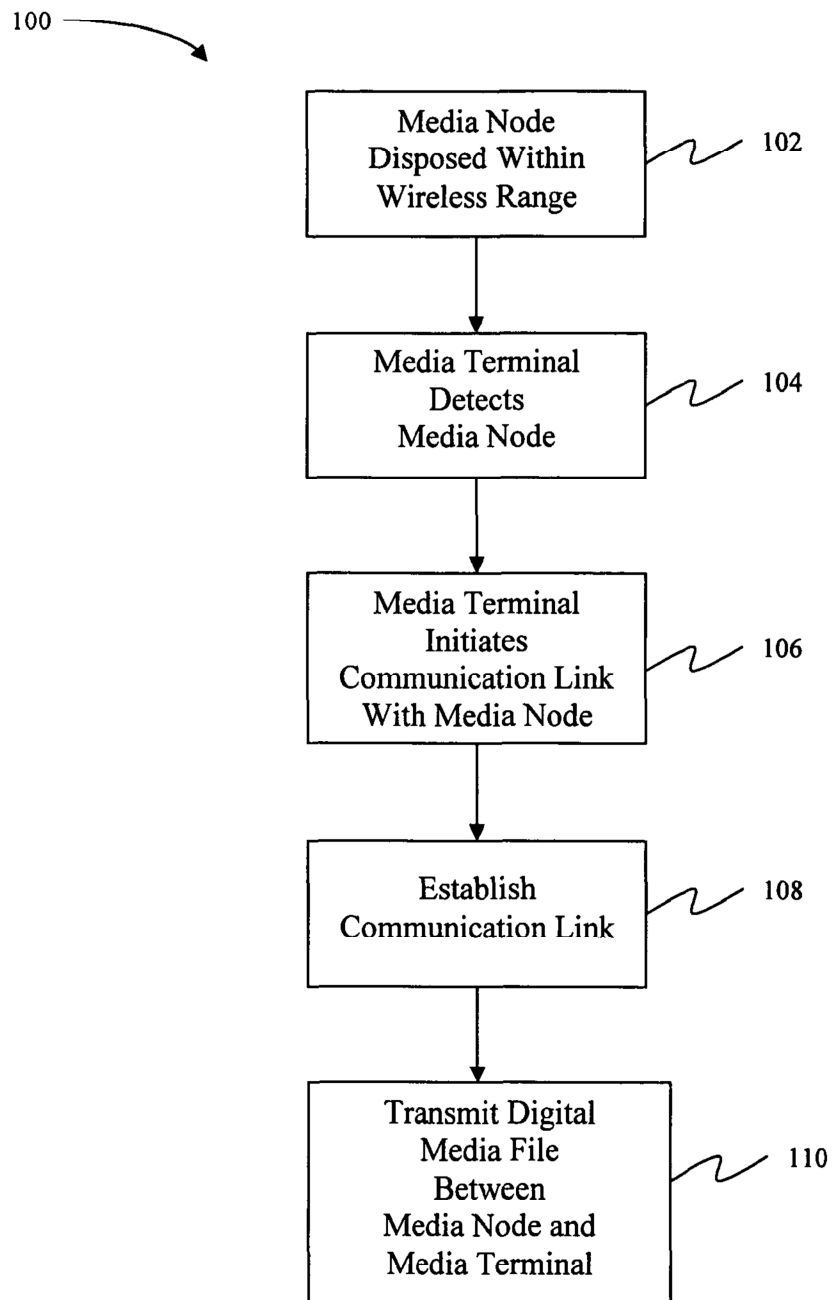 100
Media Node
Disposed Within
Wireless Range
102
Media Terminal
Detects
Media Node
104
Media Terminal
Initiates
Communication Link
With Media Node
106
Establish
Communication Link
108
Transmit Digital
Media File
Between
Media Node and
Media Terminal
110